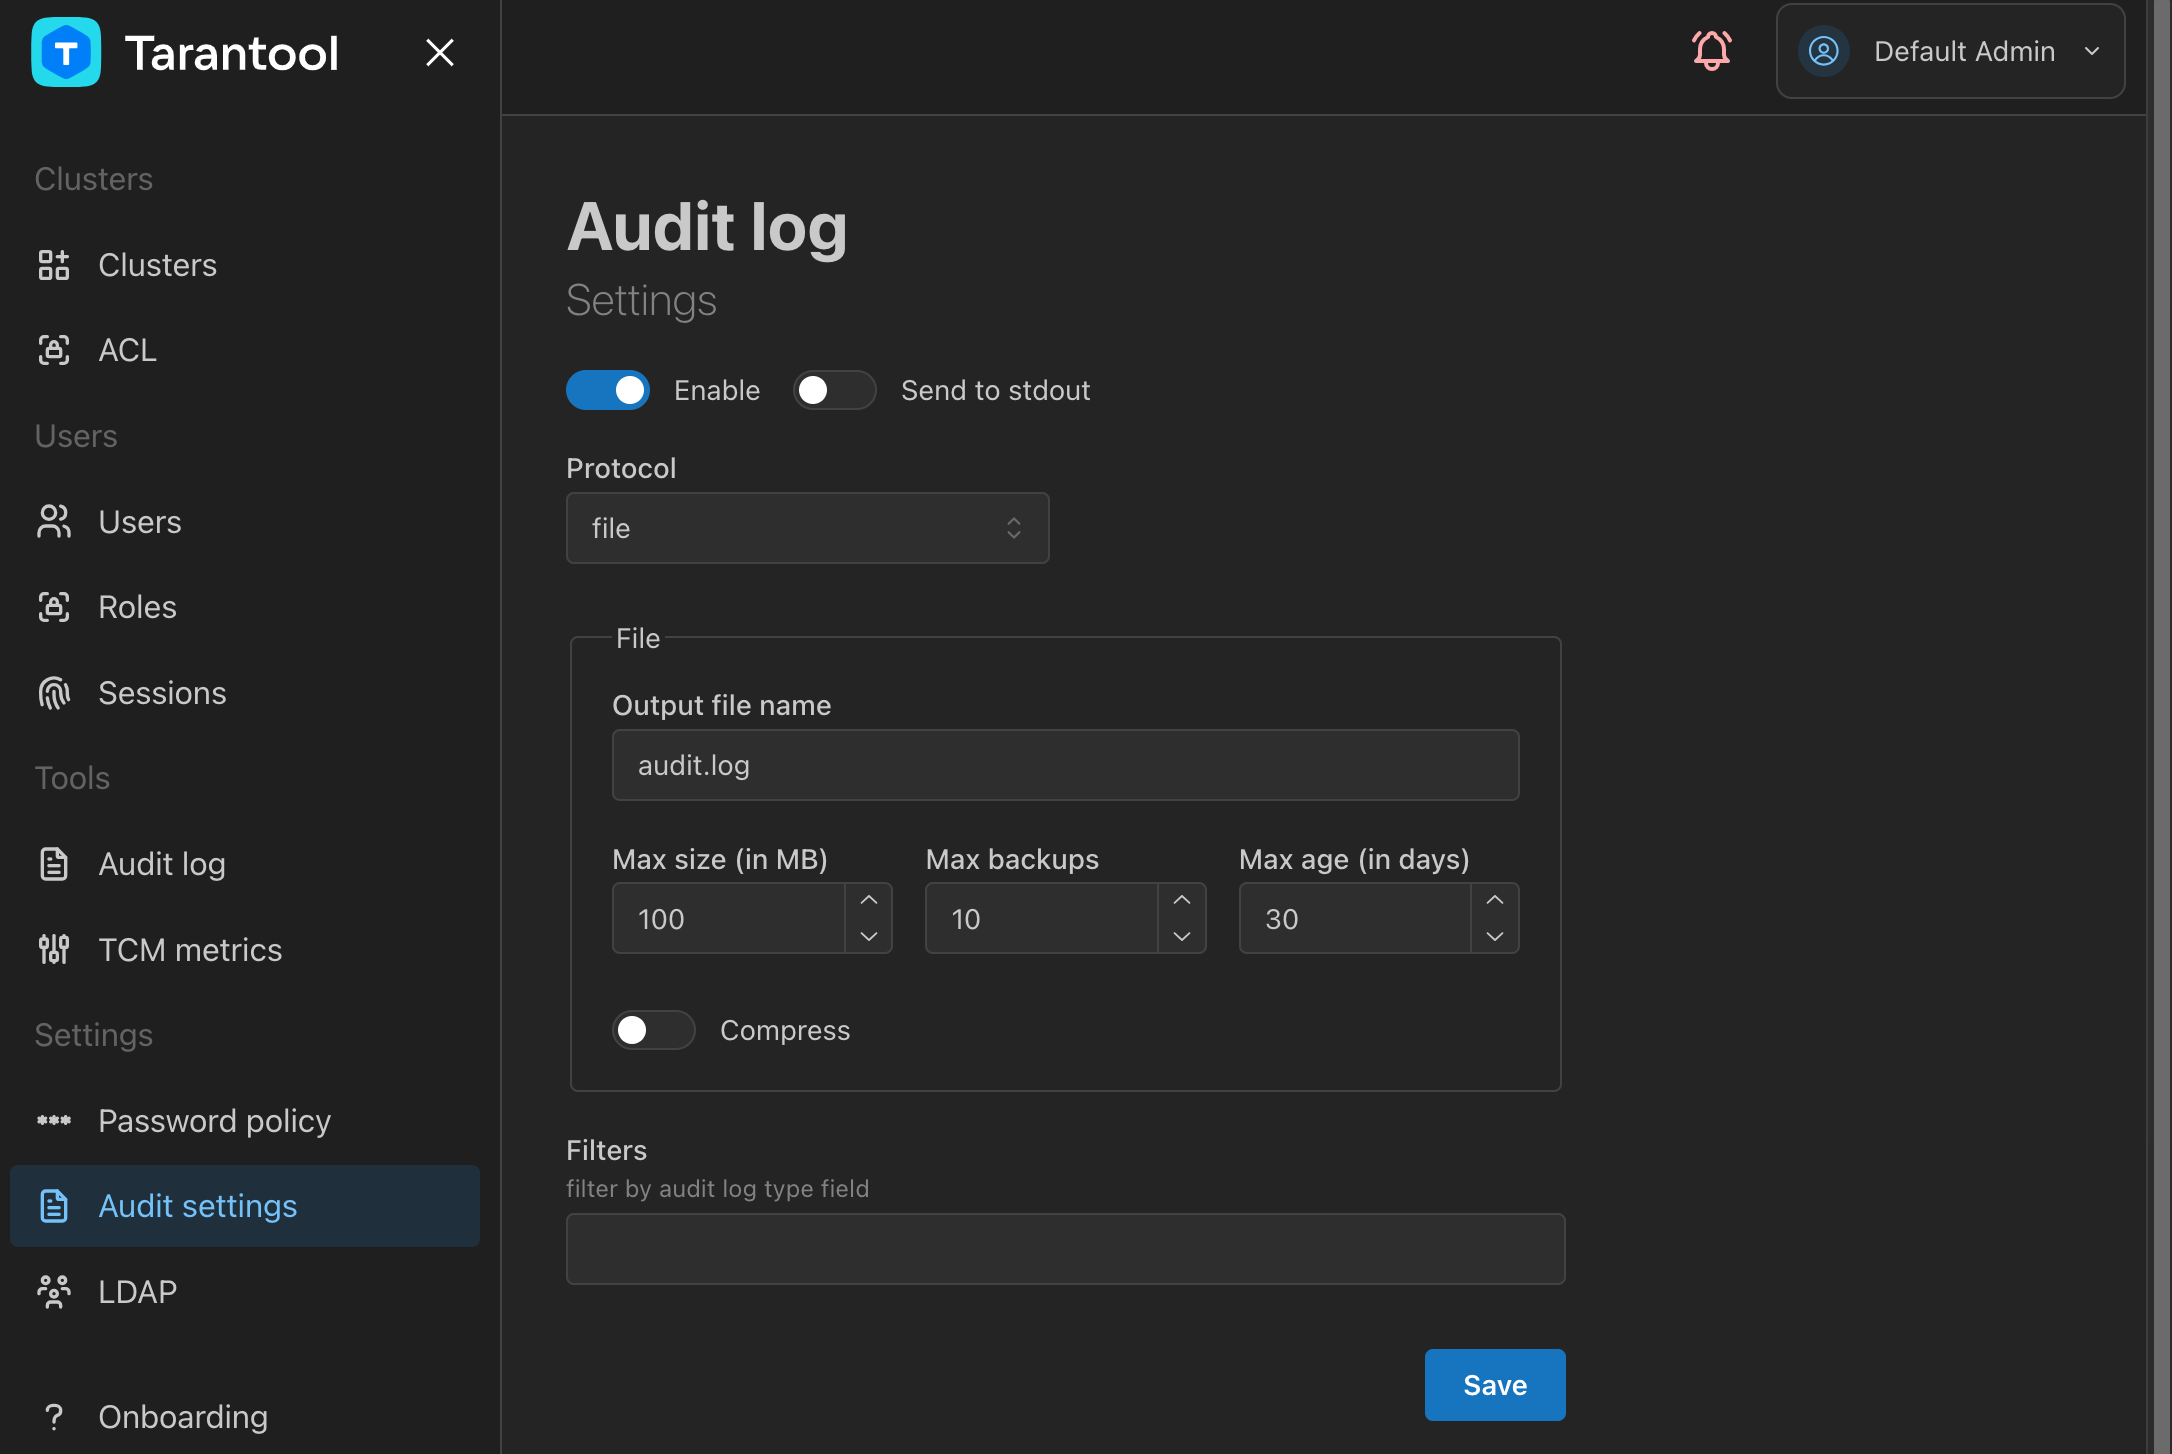 Tarantool
Default Admin
Clusters
Clusters
ACL
Users
Users
Roles
Sessions
Tools
Audit log
TCM metrics
Settings
Password policy
Audit settings
LDAP
Onboarding
Audit log
Settings
Enable
Send to stdout
Protocol
file
File
Output file name
audit.log
Max size (in MB)
100
Max backups
10
Max age (in days)
30
Compress
Filters
filter by audit log type field
Save